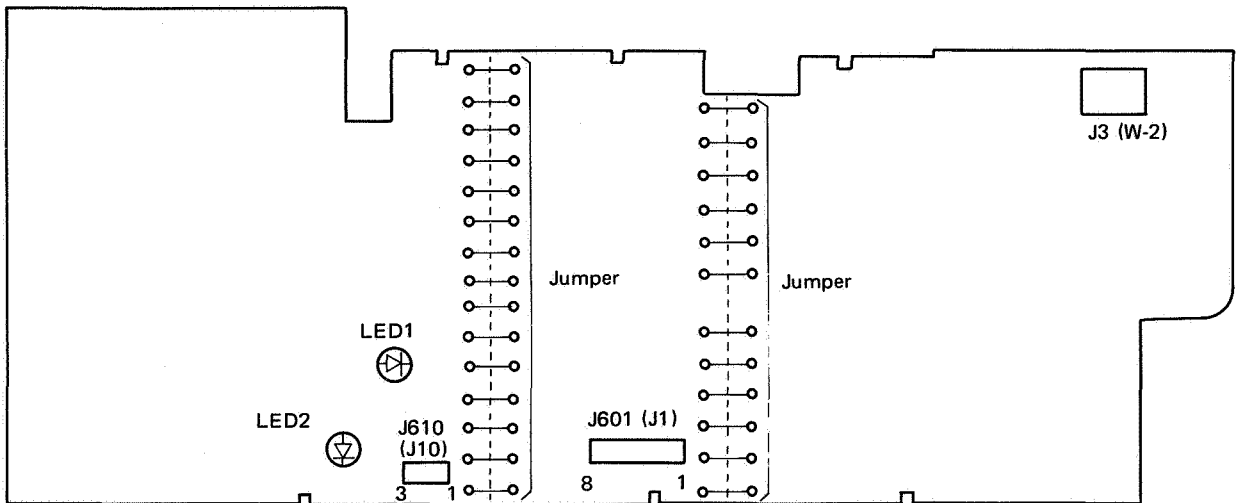 J3 (W-2)
Jumper
Jumper
LED1
LED2
J610
(J10)
3 1
J601 (J1)
8 1